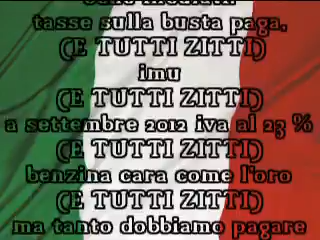 tasse sulla busta paga,
(E TUTTI ZITTI)
imu
(E TUTTI ZITTI)
a settembre 2012 iva al 23 %
(E TUTTI ZITTI)
benzina cara come l'oro
(E TUTTI ZITTI)
ma tanto dobbiamo pagare